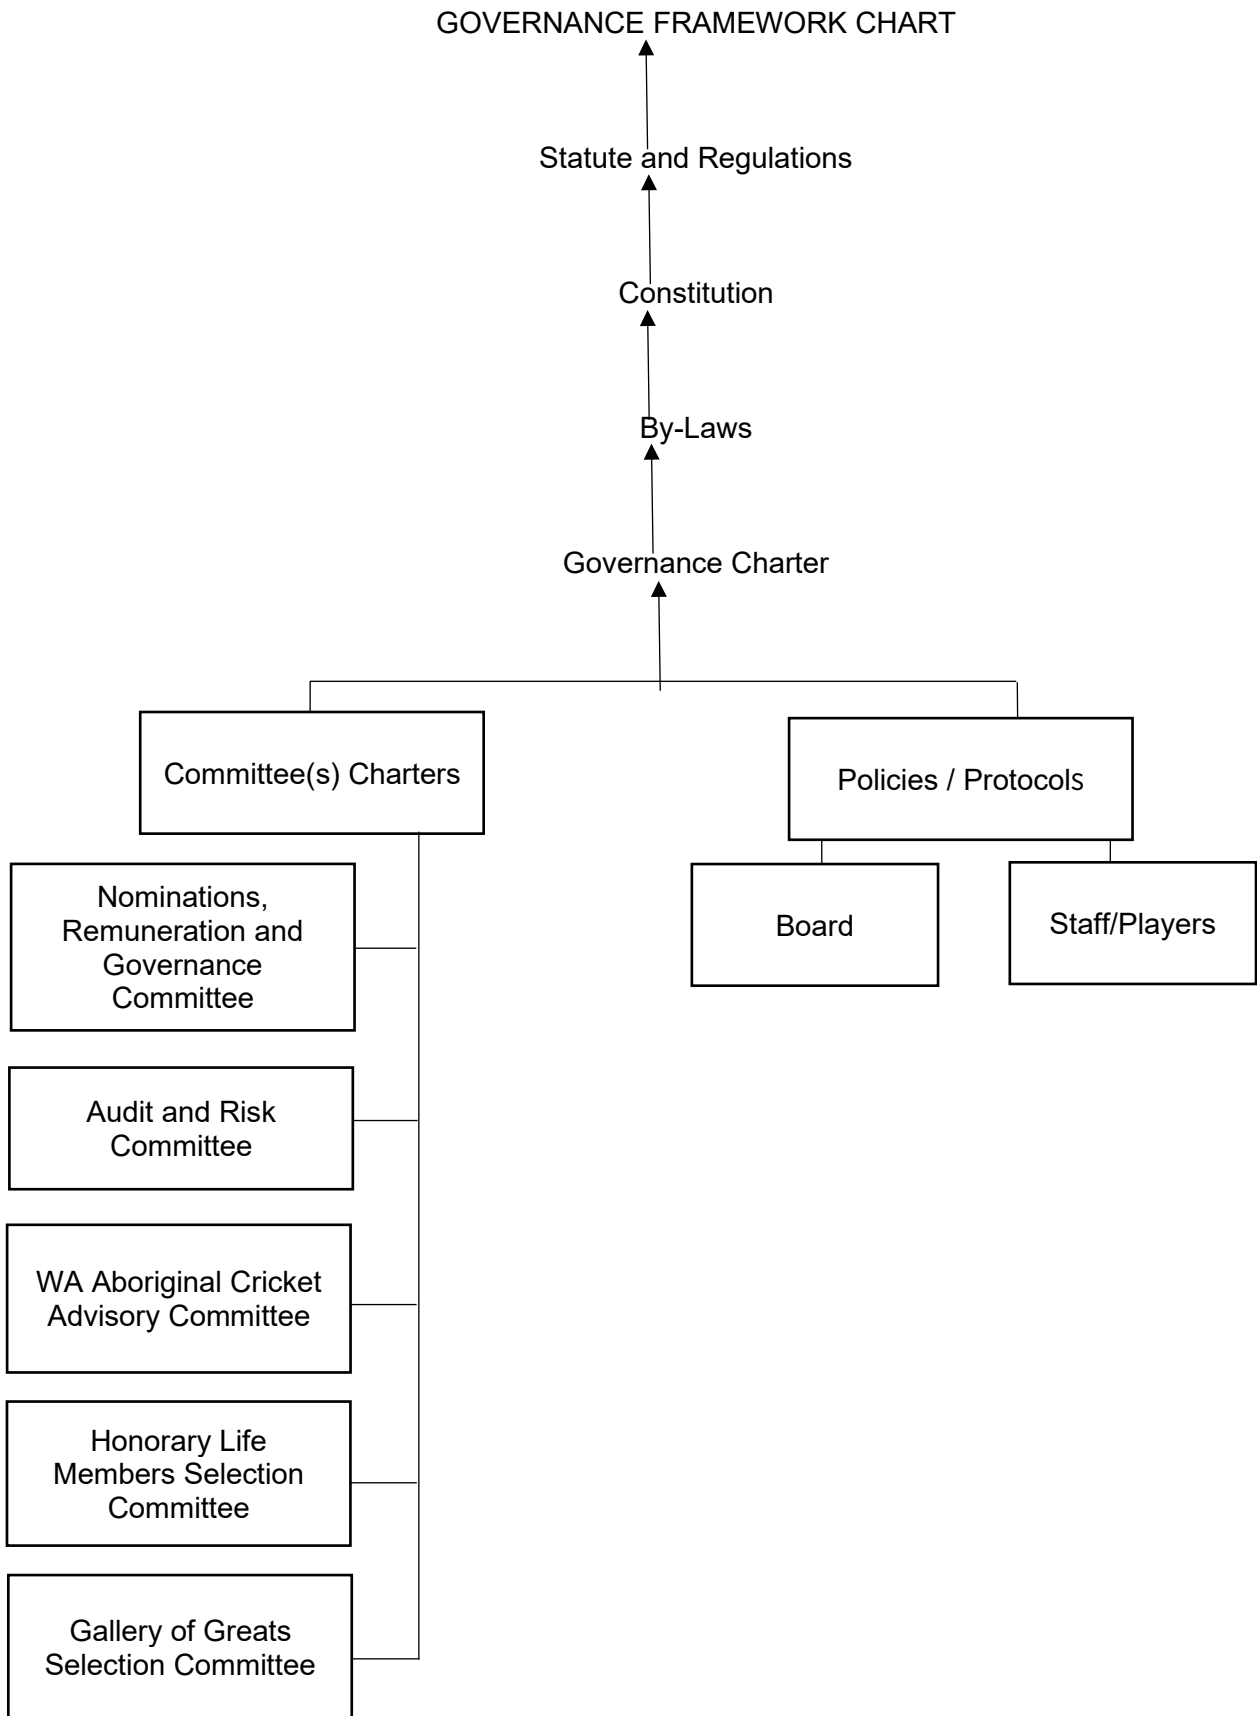 GOVERNANCE FRAMEWORK CHART
Statute and Regulations
Constitution
By-Laws
Governance Charter
Committee(s) Charters
Policies / Protocols
Nominations,
Remuneration and
Governance
Committee
Board
Staff/Players
Audit and Risk
Committee
WA Aboriginal Cricket
Advisory Committee
Honorary Life
Members Selection
Committee
Gallery of Greats
Selection Committee